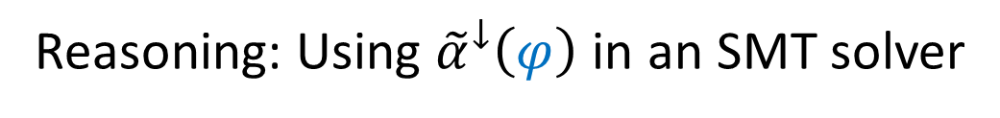 Reasoning: Using α̃↓(φ) in an SMT solver